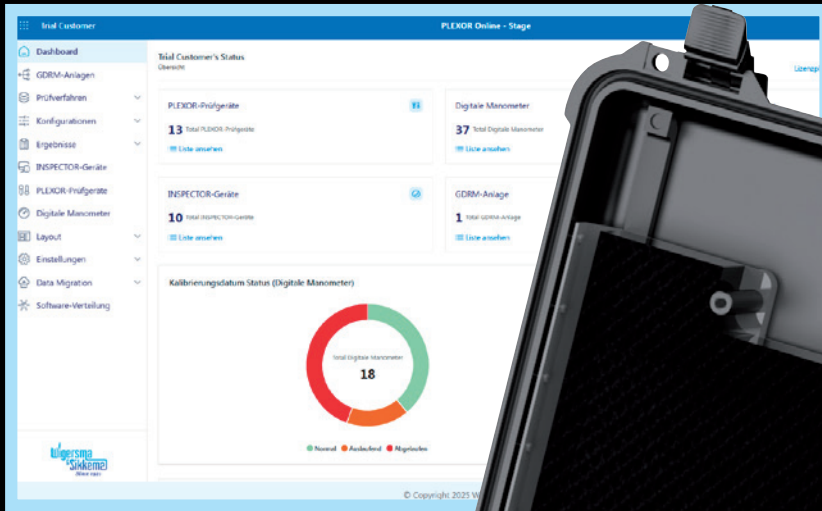 Trial Customer
PLEXOR Online - Stage
Dashboard
GDRM-Anlagen
Prüfverfahren
Konfigurationen
Ergebnisse
INSPECTOR-Geräte
PLEXOR-Prüfgeräte
Digitale Manometer
Layout
Einstellungen
Data Migration
Software-Verteilung
Wigersma
&Sikkema
Trial Customer's Status
Übersicht
PLEXOR-Prüfgeräte
13 Total PLEXOR-Prüfgeräte
Liste ansehen
Digitale Manometer
37 Total Digitale Manometer
Liste ansehen
INSPECTOR-Geräte
10 Total INSPECTOR-Geräte
Liste ansehen
GDRM-Anlage
1 Total GDRM-Anlage
Liste ansehen
Kalibrierungsdatum Status (Digitale Manometer)
Total Digitale Manometer
18
Normal Auslaufend Abgelaufen
© Copyright 2025